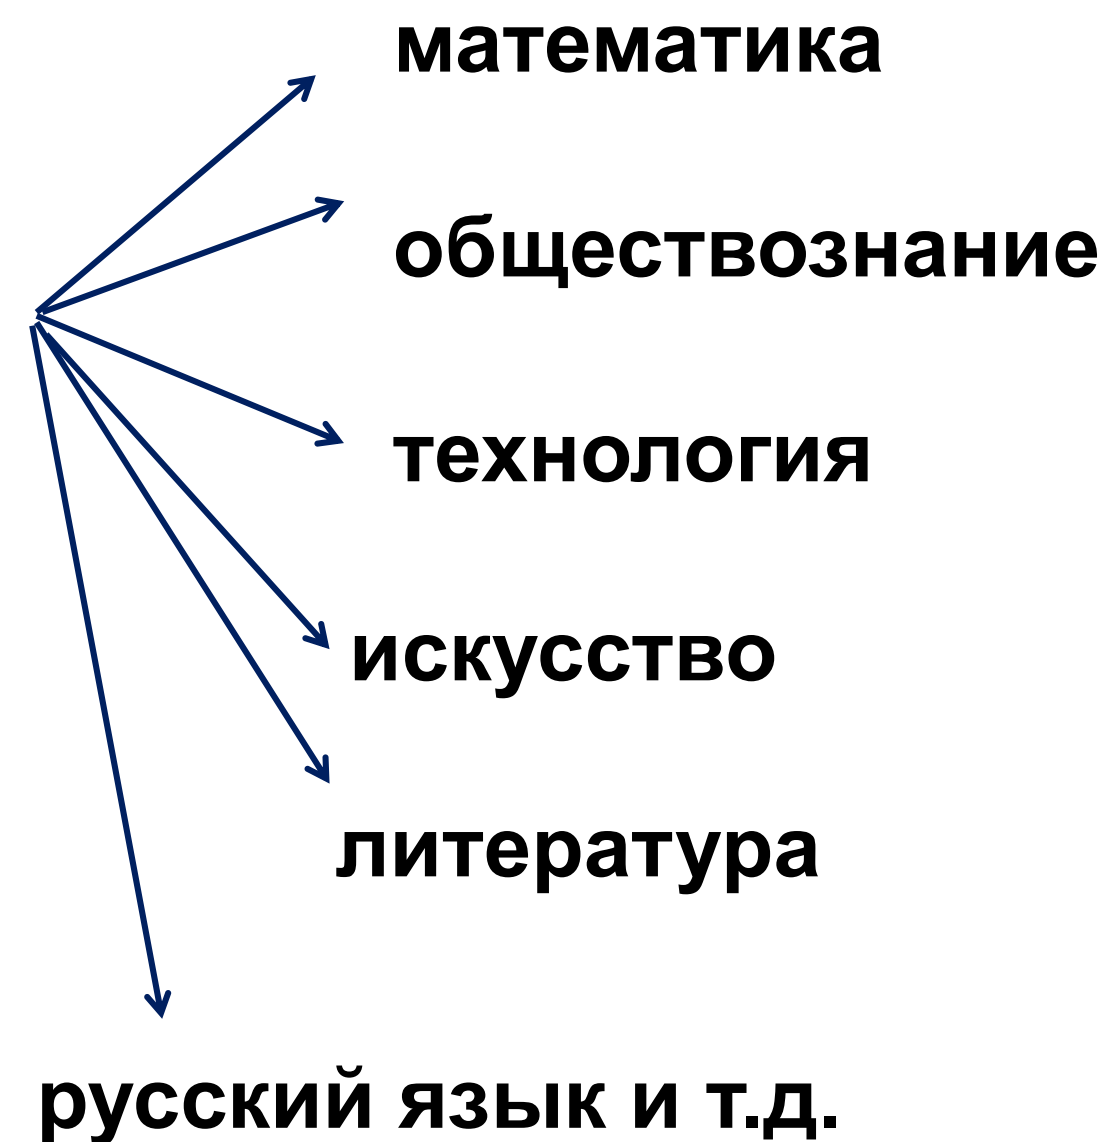 математика
обществознание
технология
искусство
литература
русский язык и т.д.